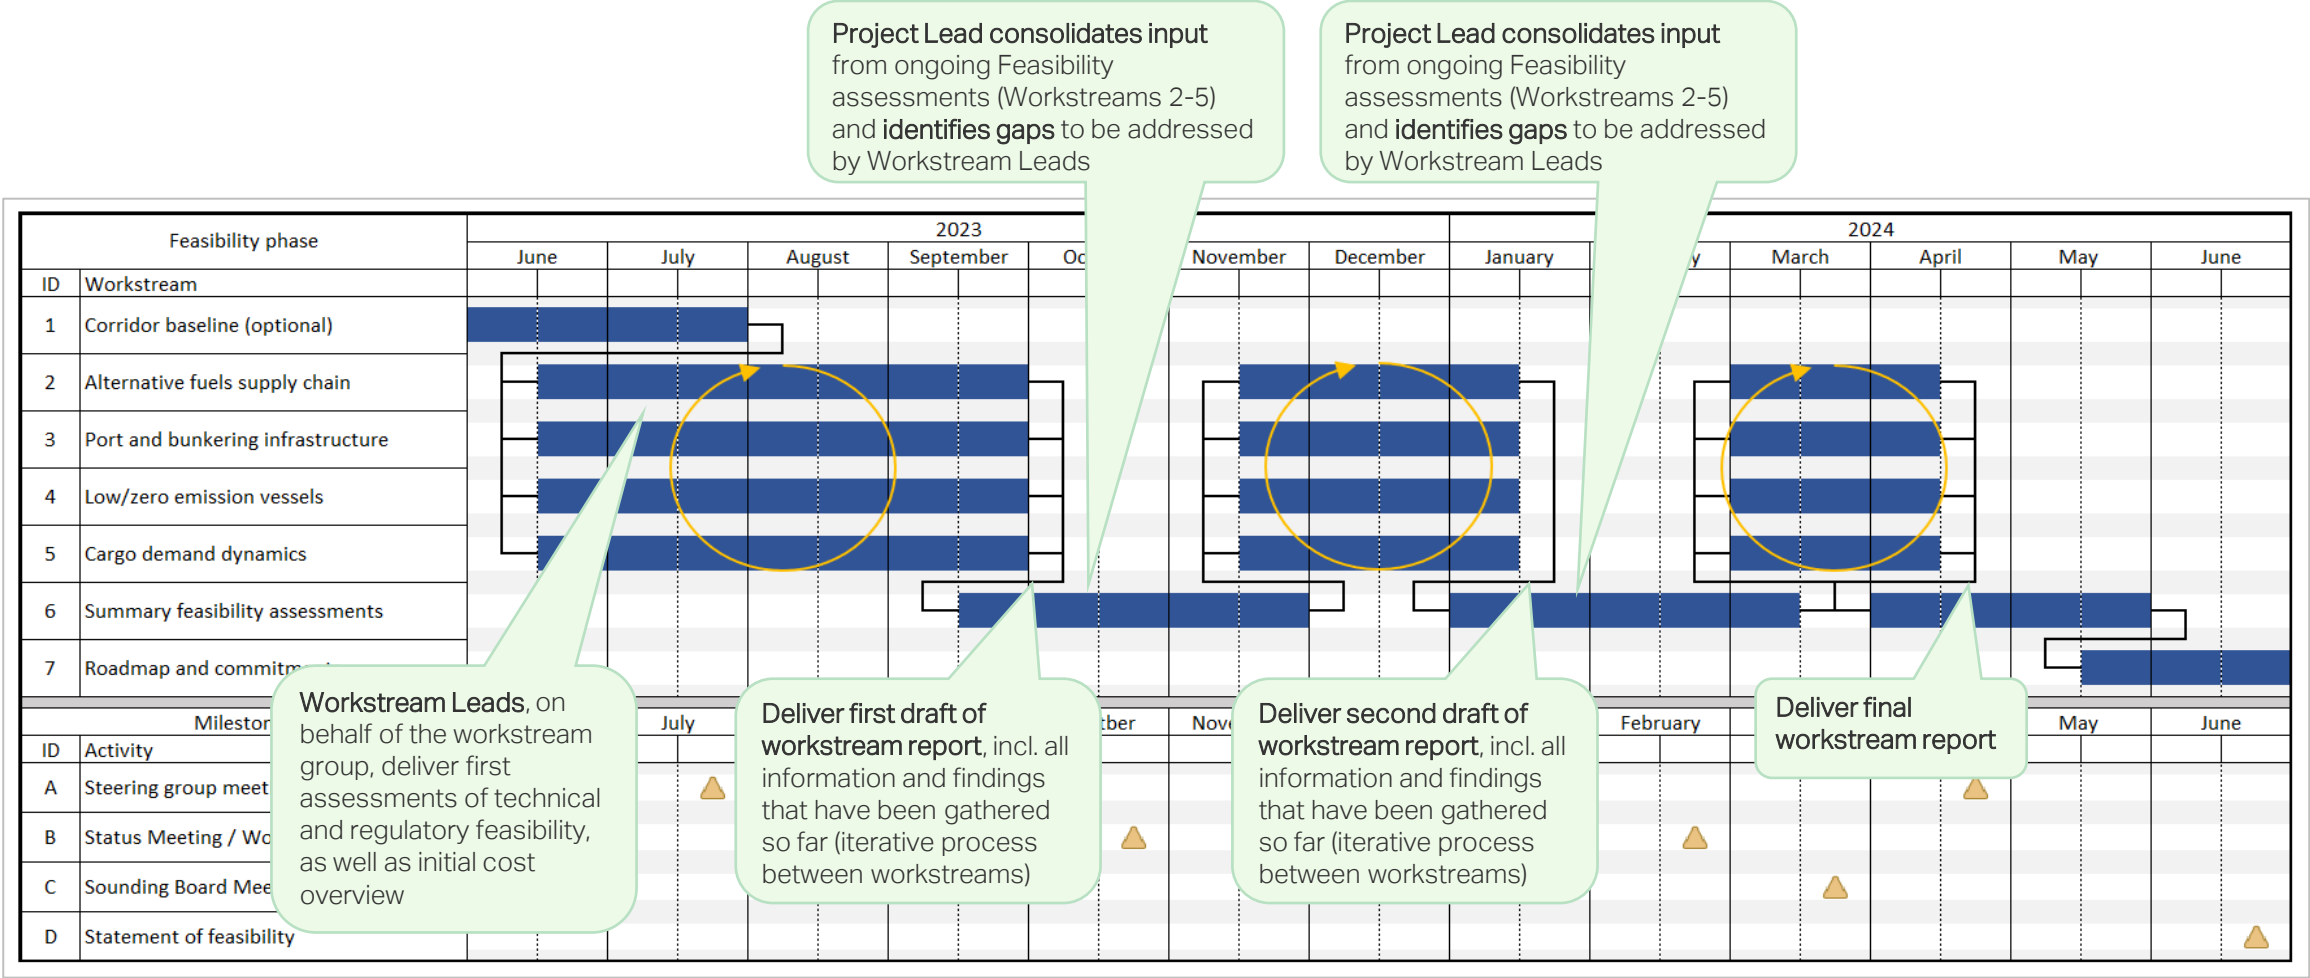 Project Lead consolidates input
from ongoing Feasibility
assessments (Workstreams 2-5)
and identifies gaps to be addressed
by Workstream Leads
Project Lead consolidates input
from ongoing Feasibility
assessments (Workstreams 2-5)
and identifies gaps to be addressed
by Workstream Leads
Feasibility phase
2023
2024
June July August September November December January March April May June
ID Workstream
1 Corridor baseline (optional)
2 Alternative fuels supply chain
3 Port and bunkering infrastructure
4 Low/zero emission vessels
5 Cargo demand dynamics
6 Summary feasibility assessments
7 Roadmap and
July February May June
ID Activity
A Steering group
B Status Meeting /
C Sounding Board
D Statement of feasibility
Workstream Leads, on
behalf of the workstream
group, deliver first
assessments of technical
and regulatory feasibility,
as well as initial cost
overview
Deliver first draft of
workstream report, incl. all
information and findings
that have been gathered
so far (iterative process
between workstreams)
Deliver second draft of
workstream report, incl. all
information and findings
that have been gathered
so far (iterative process
between workstreams)
Deliver final
workstream report